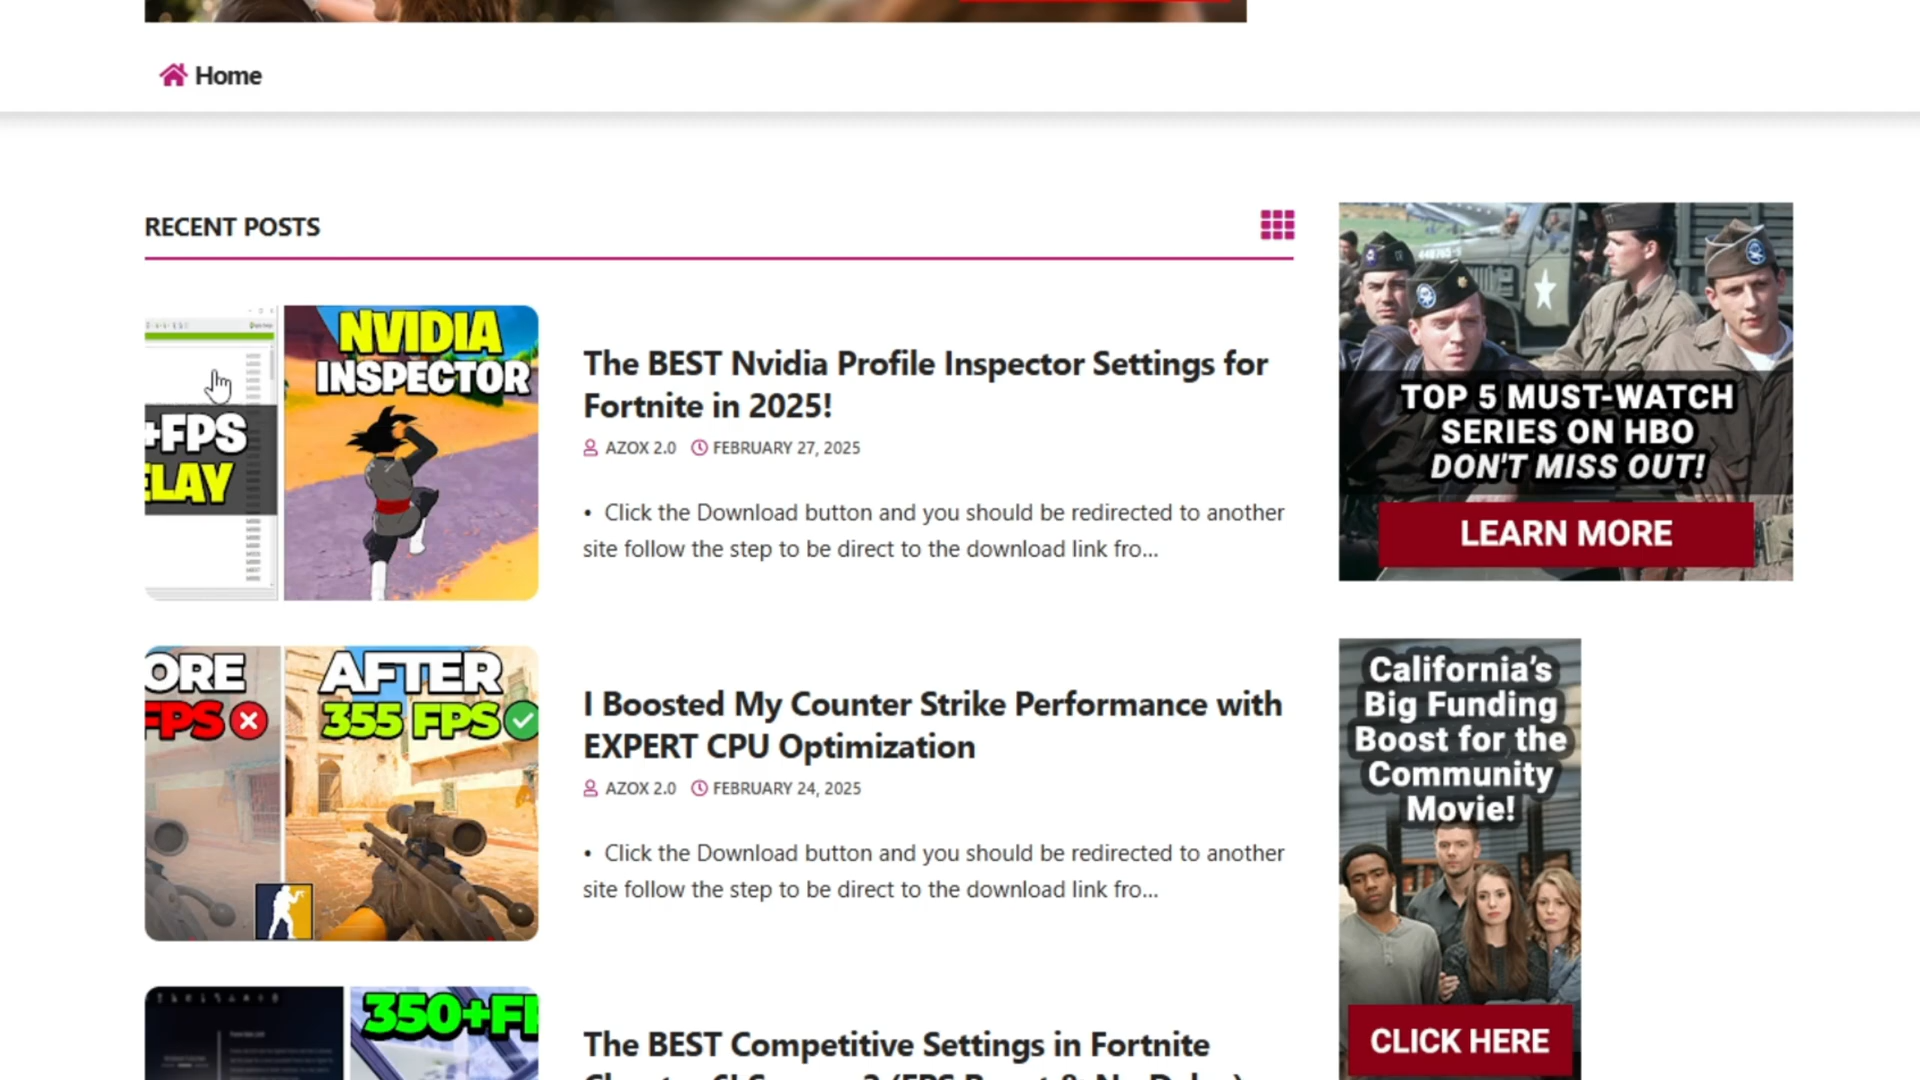 Home
RECENT POSTS
NVIDIA
INSPECTOR
+FPS
ELAY
The BEST Nvidia Profile Inspector Settings for
Fortnite in 2025!
AZOX 2.0 FEBRUARY 27, 2025
• Click the Download button and you should be redirected to another
site follow the step to be direct to the download link fro...
ORE
FPS
AFTER
355 FPS
I Boosted My Counter Strike Performance with
EXPERT CPU Optimization
AZOX 2.0 FEBRUARY 24, 2025
• Click the Download button and you should be redirected to another
site follow the step to be direct to the download link fro...
350+F
The BEST Competitive Settings in Fortnite
TOP 5 MUST-WATCH
SERIES ON HBO
DON'T MISS OUT!
LEARN MORE
California's
Big Funding
Boost for the
Community
Movie!
CLICK HERE